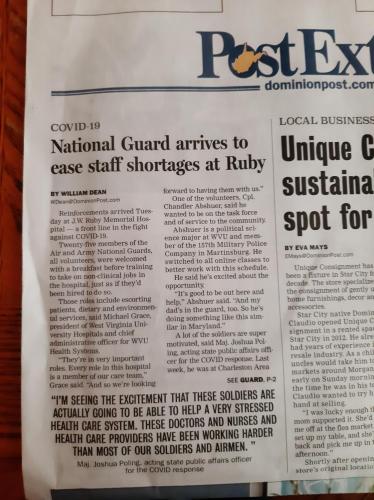 PostExt
dominionpost.com
COVID-19
National Guard arrives to
ease staff shortages at Ruby
BY WILLIAM DEAN
WDean@DominionPost.com
Reinforcements arrived Tues-
day at J.W. Ruby Memorial Hos-
pital — a front line in the fight
against COVID-19.
Twenty-five members of the
Air and Army National Guards,
all volunteers, were welcomed
with a breakfast before training
to take on non-clinical jobs in
the hospital, just as if they'd
been hired to do so.
Those roles include escorting
patients, dietary and environmen-
tal services, said Michael Grace,
president of West Virginia Uni-
versity Hospitals and chief
administrative officer for WVU
Health Systems.
"They're in very important
roles. Every role in this hospital
is a member of our care team,"
Grace said. "And so we're looking
forward to having them with us."
One of the volunteers, Cpl.
Chandler Abshuer, said he
wanted to be on the task force
and of service to the community.
Abshuer is a political sci-
ence major at WVU and mem-
ber of the 157th Military Police
Company in Martinsburg. He
switched to all online classes to
better work with this schedule.
He said he's excited about the
opportunity.
"It's good to be out here and
help," Abshuer said. "And my
dad's in the guard, too. So he's
doing something like this sim-
ilar in Maryland."
A lot of the soldiers are super
motivated, said Maj. Joshua Pol-
ing, acting state public affairs offi-
cer for the COVID response. Last
week, he was at Charleston Area
SEE GUARD, P-2
"I'M SEEING THE EXCITEMENT THAT THESE SOLDIERS ARE
ACTUALLY GOING TO BE ABLE TO HELP A VERY STRESSED
HEALTH CARE SYSTEM. THESE DOCTORS AND NURSES AND
HEALTH CARE PROVIDERS HAVE BEEN WORKING HARDER
THAN MOST OF OUR SOLDIERS AND AIRMEN."
Maj. Joshua Poling, acting state public affairs officer
for the COVID response
LOCAL BUSINESS
Unique C
sustaina
spot for
BY EVA MAYS
EMays@DominionPost.com
Unique Consignment has
been a fixture in Star City
decade. The store specializes
the consignment of gently
home furnishings, decor a
accessories.
Star City native Domini
Claudio opened Unique C
signment in a rented space
Star City in 2012. He alre
had years of experience i
resale industry. As a chil
uncles would take him t
markets around Morgan
early on Sunday mornin
the time he was in his t
Claudio wanted to try h
hand at selling.
"I was lucky enough th
mom supported it. She'd
me off at the flea market
set up my table, and she'
back and pick me up in t
afternoon."
Shortly after openin
store's original locatio